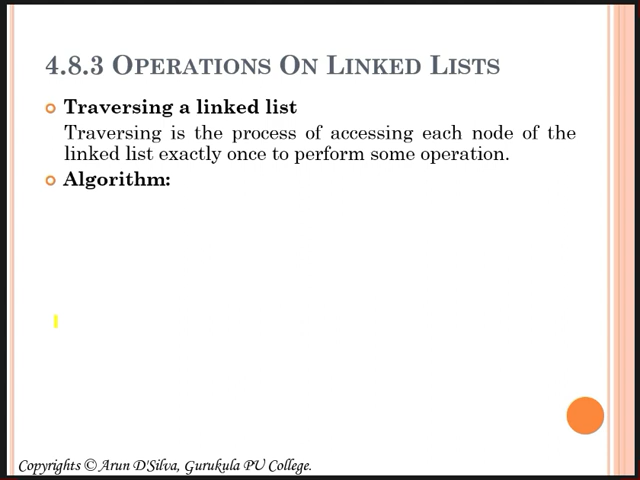 4.8.3 OPERATIONS ON LINKED LISTS
Traversing a linked list
Traversing is the process of accessing each node of the
linked list exactly once to perform some operation.
Algorithm:
Copyrights © Arun D'Silva, Gurukula PU College.